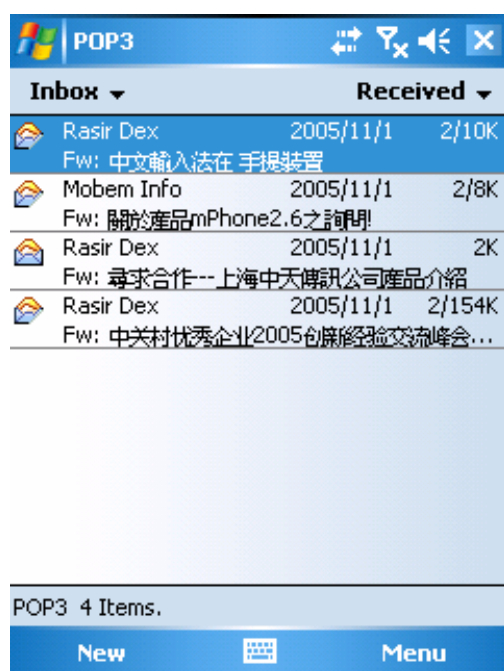 POP3
Inbox Received
Rasir Dex 2005/11/1 2/10K
Fw: 中文輸入法在 手提裝置
Mobem Info 2005/11/1 2/8K
Fw: 關於產品mPhone2.6之詢問!
Rasir Dex 2005/11/1 2K
Fw: 尋求合作---上海中天傳訊公司產品介紹
Rasir Dex 2005/11/1 2/154K
Fw: 中关村优秀企业2005创新经验交流峰会...
POP3 4 Items.
New Menu